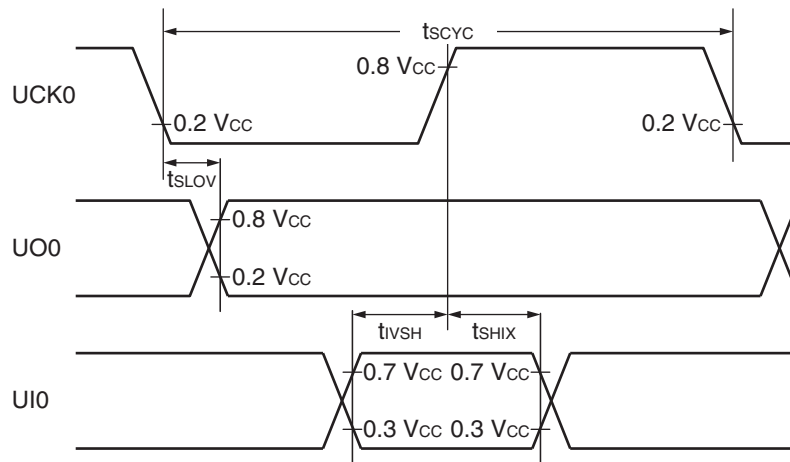 tSCYC
0.8 VCC
UCK0
0.2 VCC 0.2 VCC
tSLOV
0.8 VCC
UO0
0.2 VCC
tIVSH tSHIX
0.7 VCC 0.7 VCC
UI0
0.3 VCC 0.3 VCC